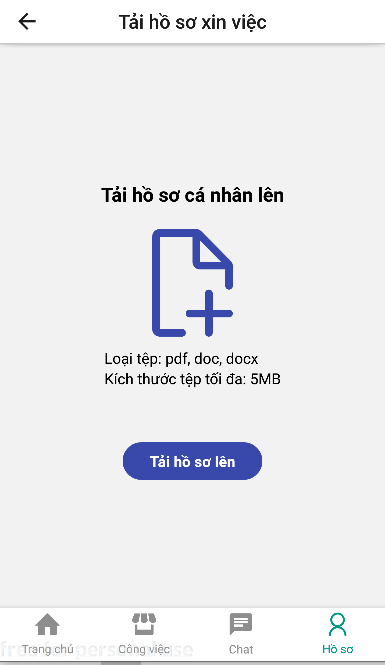 Tải hồ sơ xin việc
Tải hồ sơ cá nhân lên
Loại tệp: pdf, doc, docx
Kích thước tệp tối đa: 5MB
Tải hồ sơ lên
Trang chủ
Công việc
Chat
Hồ sơ